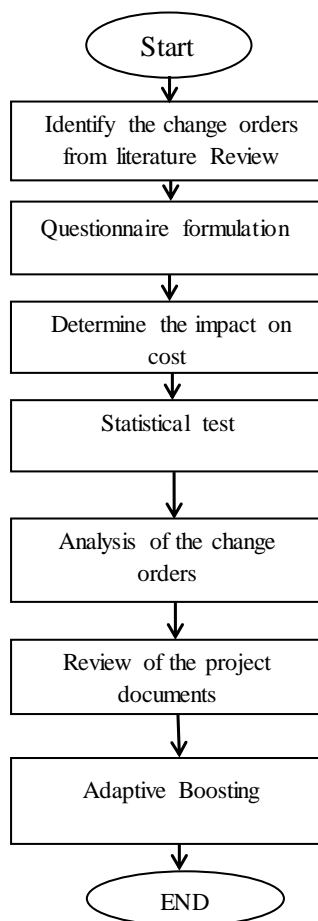 Start
Identify the change orders
from literature Review
Questionnaire formulation
Determine the impact on
cost
Statistical test
Analysis of the change
orders
Review of the project
documents
Adaptive Boosting
END